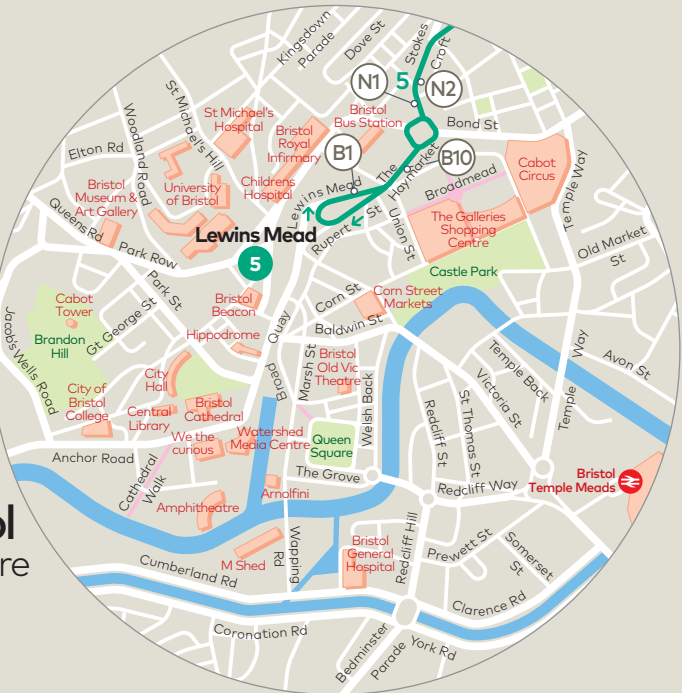 Kingsdown
Parade
Dove St
Stokes
Croft
N1
5
N2
St Michael's Hill
St Michael's
Hospital
Bristol
Royal
Infirmary
Bristol
Bus Station
Bond St
Woodland Road
Elton Rd
B1
The
Haymarket
B10
Cabot
Circus
Temple Way
Childrens
Hospital
Lewins Mead
Broadmead
University
of Bristol
Bristol
Museum &
Art Gallery
Queens Rd
Rupert St
Union St
The Galleries
Shopping
Centre
Old Market
St
Lewins Mead
5
Park Row
Park St
Castle Park
Cabot
Tower
Gt George St
Bristol
Beacon
Corn St
Corn Street
Markets
Jacob's Wells Road
Brandon
Hill
Hippodrome
Quay
Baldwin St
Broad
Marsh St
Bristol
Old Vic
Theatre
Welsh Back
Temple Back
Temple Way
Avon St
Victoria St
City
Hall
City of
Bristol
College
Central
Library
Bristol
Cathedral
St Thomas St
Redcliff St
We the
curious
Watershed
Media Centre
Queen
Square
Anchor Road
Cathedral
Walk
The Grove
Arnolfini
Redcliff Way
Bristol
Temple Meads
Amphitheatre
ol
re
M Shed
Wapping
Rd
Bristol
General
Hospital
Redcliff Hill
Prewett St
Somerset
St
Cumberland Rd
Clarence Rd
Coronation Rd
Bedminster
Parade
York Rd